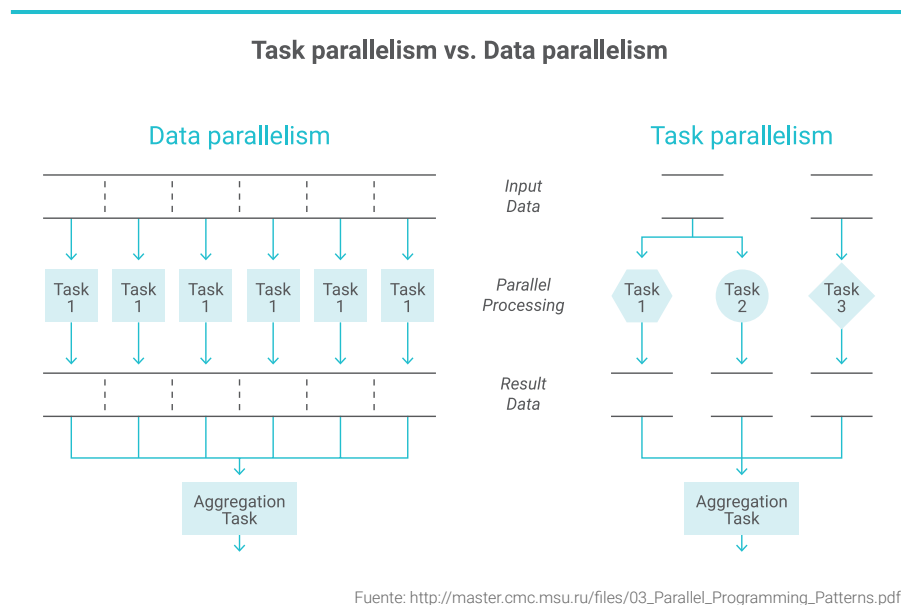 Task parallelism vs. Data parallelism
Data parallelism
Task parallelism
Input
Data
Task
1
Task
1
Task
1
Task
1
Task
1
Task
1
Parallel
Processing
Task
1
Task
2
Task
3
Result
Data
Aggregation
Task
Aggregation
Task
Fuente: http://master.cmc.msu.ru/files/03_Parallel_Programming_Patterns.pdf